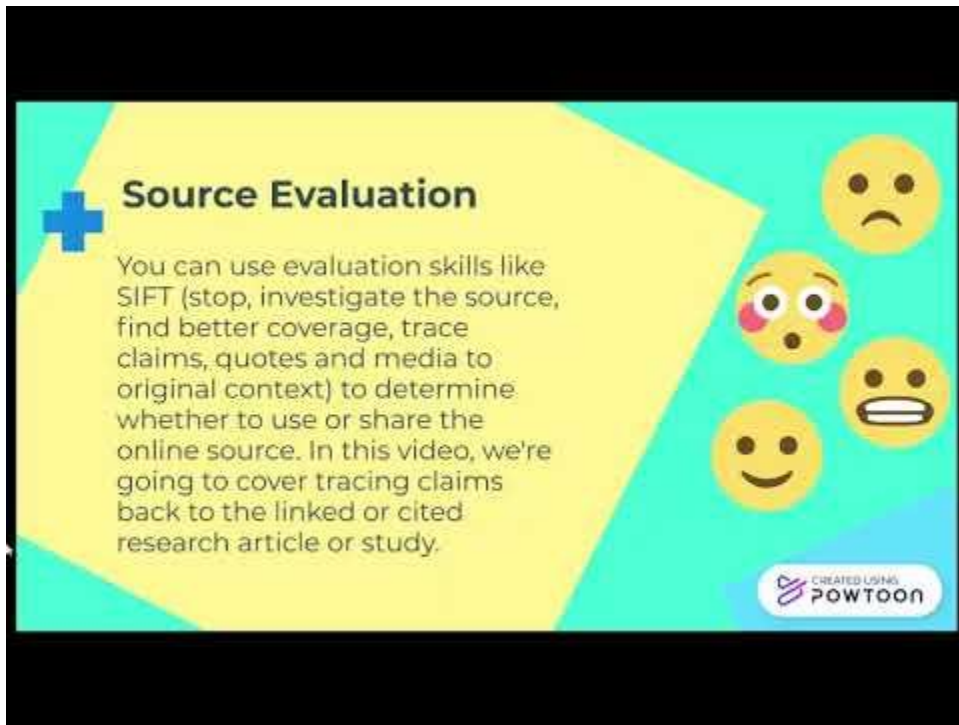 Source Evaluation
You can use evaluation skills like
SIFT (stop, investigate the source,
find better coverage, trace
claims, quotes and media to
original context) to determine
whether to use or share the
online source. In this video, we're
going to cover tracing claims
back to the linked or cited
research article or study.
CREATED USING
POWTOON